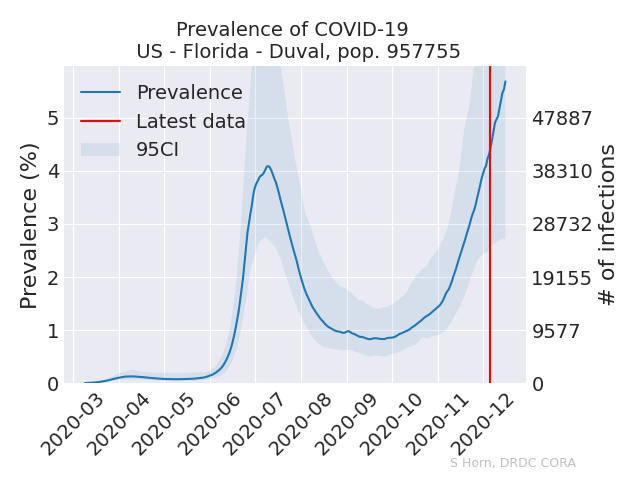 Prevalence of COVID-19
US - Florida - Duval, pop. 957755
Prevalence
Latest data
95CI
Prevalence (%)
5
4
3
2
1
0
47887
38310
28732
19155
9577
0
# of infections
2020-03
2020-04
2020-05
2020-06
2020-07
2020-08
2020-09
2020-10
2020-11
2020-12
S Horn, DRDC CORA